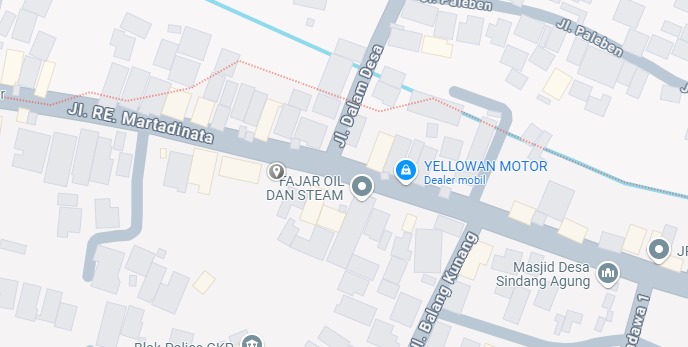 Jl. Paleben
Jl. Paleben
Jl. Dalam Desa
Jl. RE. Martadinata
YELLOWAN MOTOR
Dealer mobil
FAJAR OIL
DAN STEAM
Jl. Balang Kunang
Masjid Desa
Sindang Agung